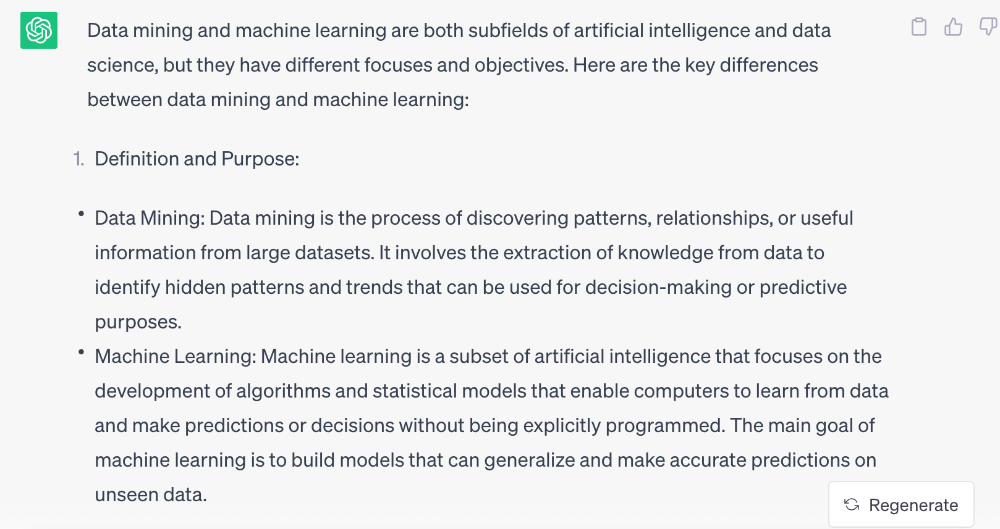 Data mining and machine learning are both subfields of artificial intelligence and data
science, but they have different focuses and objectives. Here are the key differences
between data mining and machine learning:
1. Definition and Purpose:
• Data Mining: Data mining is the process of discovering patterns, relationships, or useful
information from large datasets. It involves the extraction of knowledge from data to
identify hidden patterns and trends that can be used for decision-making or predictive
purposes.
• Machine Learning: Machine learning is a subset of artificial intelligence that focuses on the
development of algorithms and statistical models that enable computers to learn from data
and make predictions or decisions without being explicitly programmed. The main goal of
machine learning is to build models that can generalize and make accurate predictions on
unseen data.
Regenerate